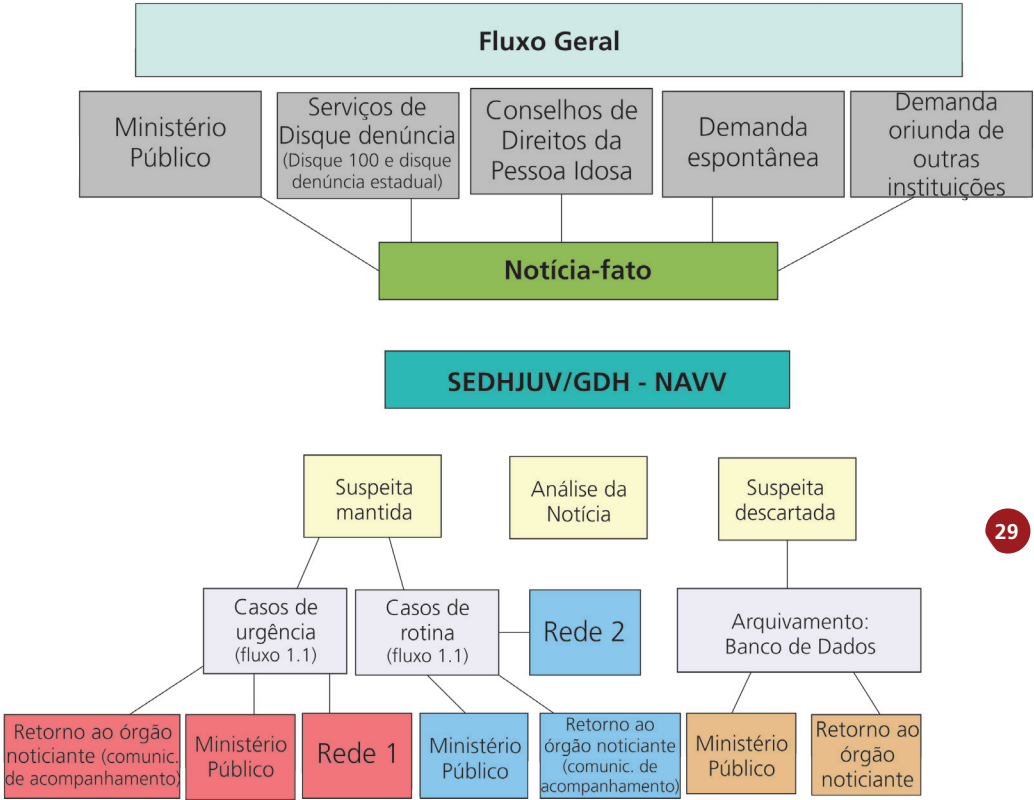 Fluxo Geral
Ministério
Público
Serviços de
Disque denúncia
(Disque 100 e disque
denúncia estadual)
Conselhos de
Direitos da
Pessoa Idosa
Demanda
espontânea
Demanda
oriunda de
outras
instituições
Notícia-fato
SEDHJUV/GDH - NAVV
Suspeita
mantida
Análise da
Notícia
Suspeita
descartada
29
Casos de
urgência
(fluxo 1.1)
Casos de
rotina
(fluxo 1.1)
Rede 2
Arquivamento:
Banco de Dados
Retorno ao órgão
noticiante (comunic.
de acompanhamento)
Ministério
Público
Rede 1
Ministério
Público
Retorno ao
órgão noticiante
(comunic. de
acompanhamento)
Ministério
Público
Retorno ao
órgão
noticiante